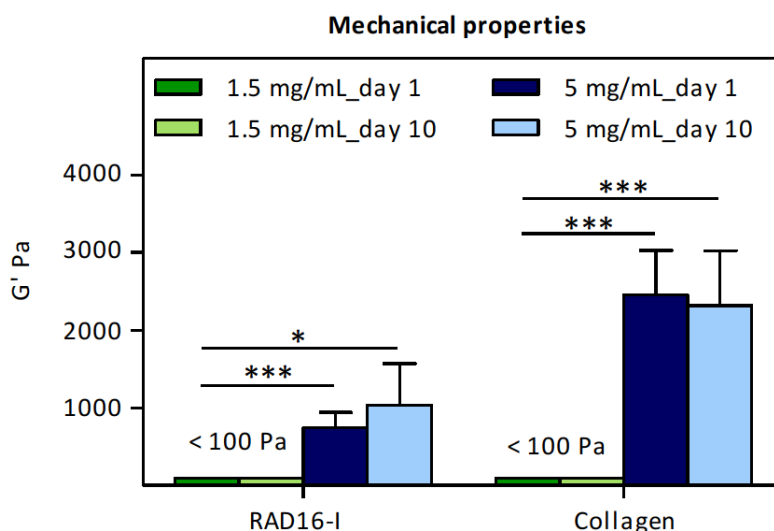 Mechanical properties
1.5 mg/mL_day 1
5 mg/mL_day 1
1.5 mg/mL_day 10
5 mg/mL_day 10
4000
3000
2000
1000
G' Pa
***
***
*
***
< 100 Pa
< 100 Pa
RAD16-I
Collagen